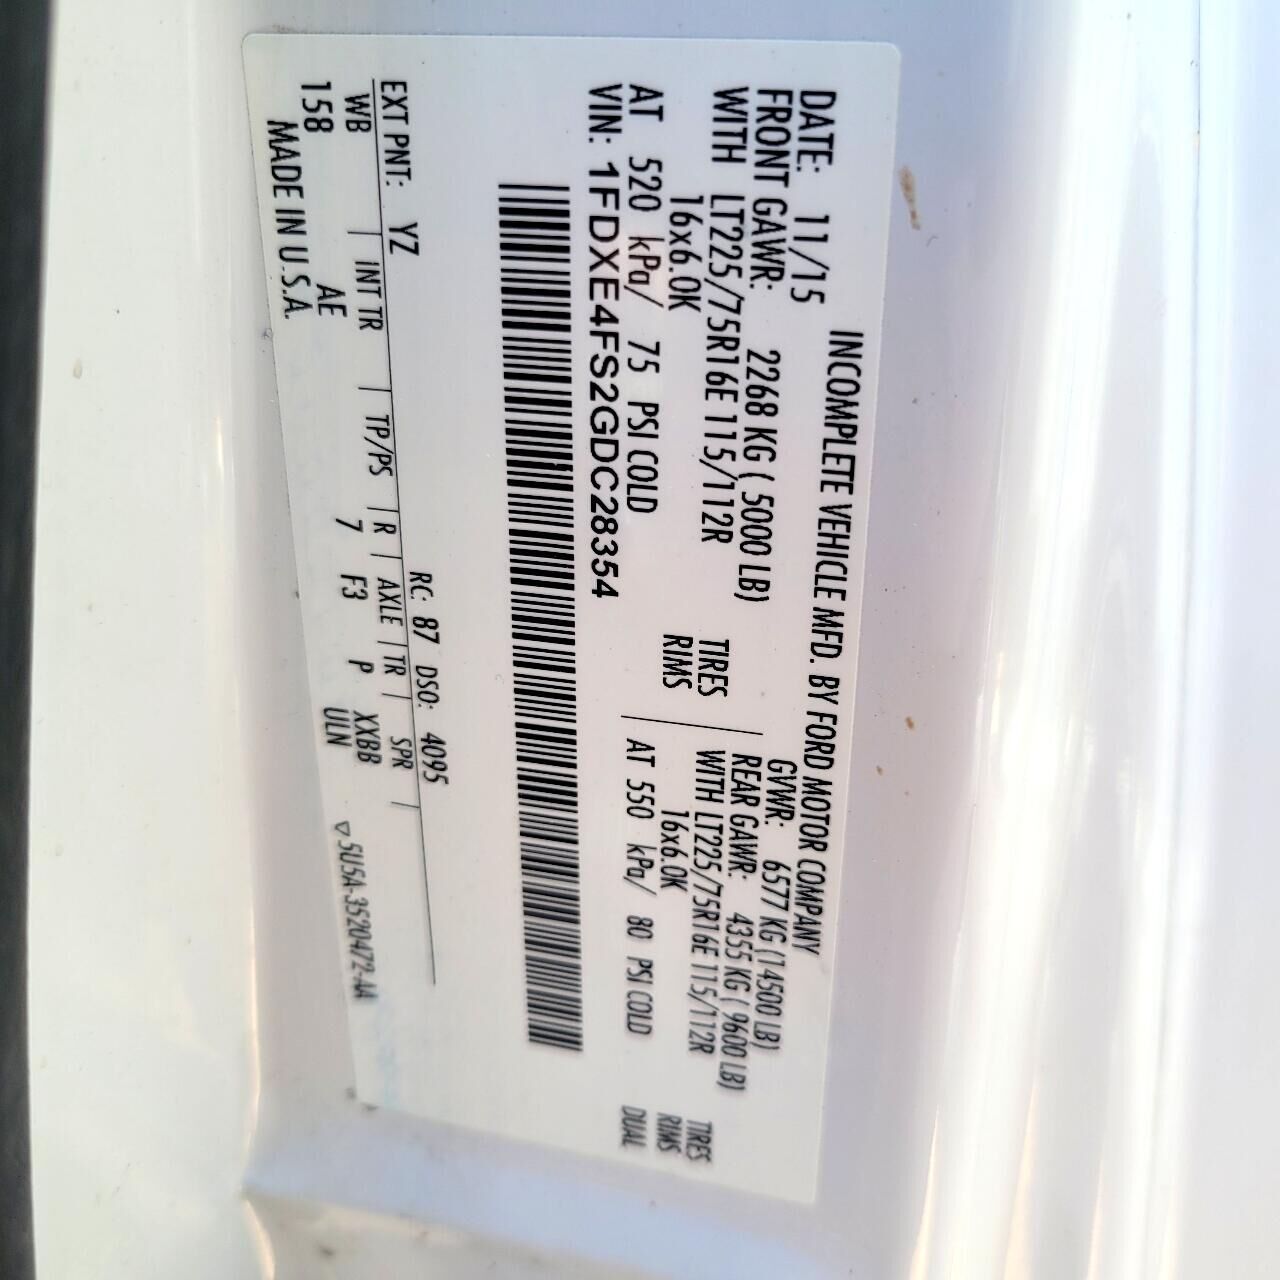 INCOMPLETE VEHICLE MFD. BY FORD MOTOR COMPANY
DATE: 11/15 GVWR: 6577 KG (14500 LB)
FRONT GAWR: 2268 KG ( 5000 LB) REAR GAWR: 4355 KG ( 9600 LB)
WITH LT225/75R16E 115/112R TIRES WITH LT225/75R16E 115/112R TIRES
16x6.0K RIMS 16x6.0K RIMS
AT 520 kPa/ 75 PSI COLD AT 550 kPa/ 80 PSI COLD DUAL
VIN: 1FDXE4FS2GDC28354
EXT PNT: YZ RC: 87 DSO: 4095
WB INT TR TP/PS R AXLE TR SPR
158 AE 7 F3 P XXBB
ULN
MADE IN U.S.A. ▽5U5A-3520472-AA